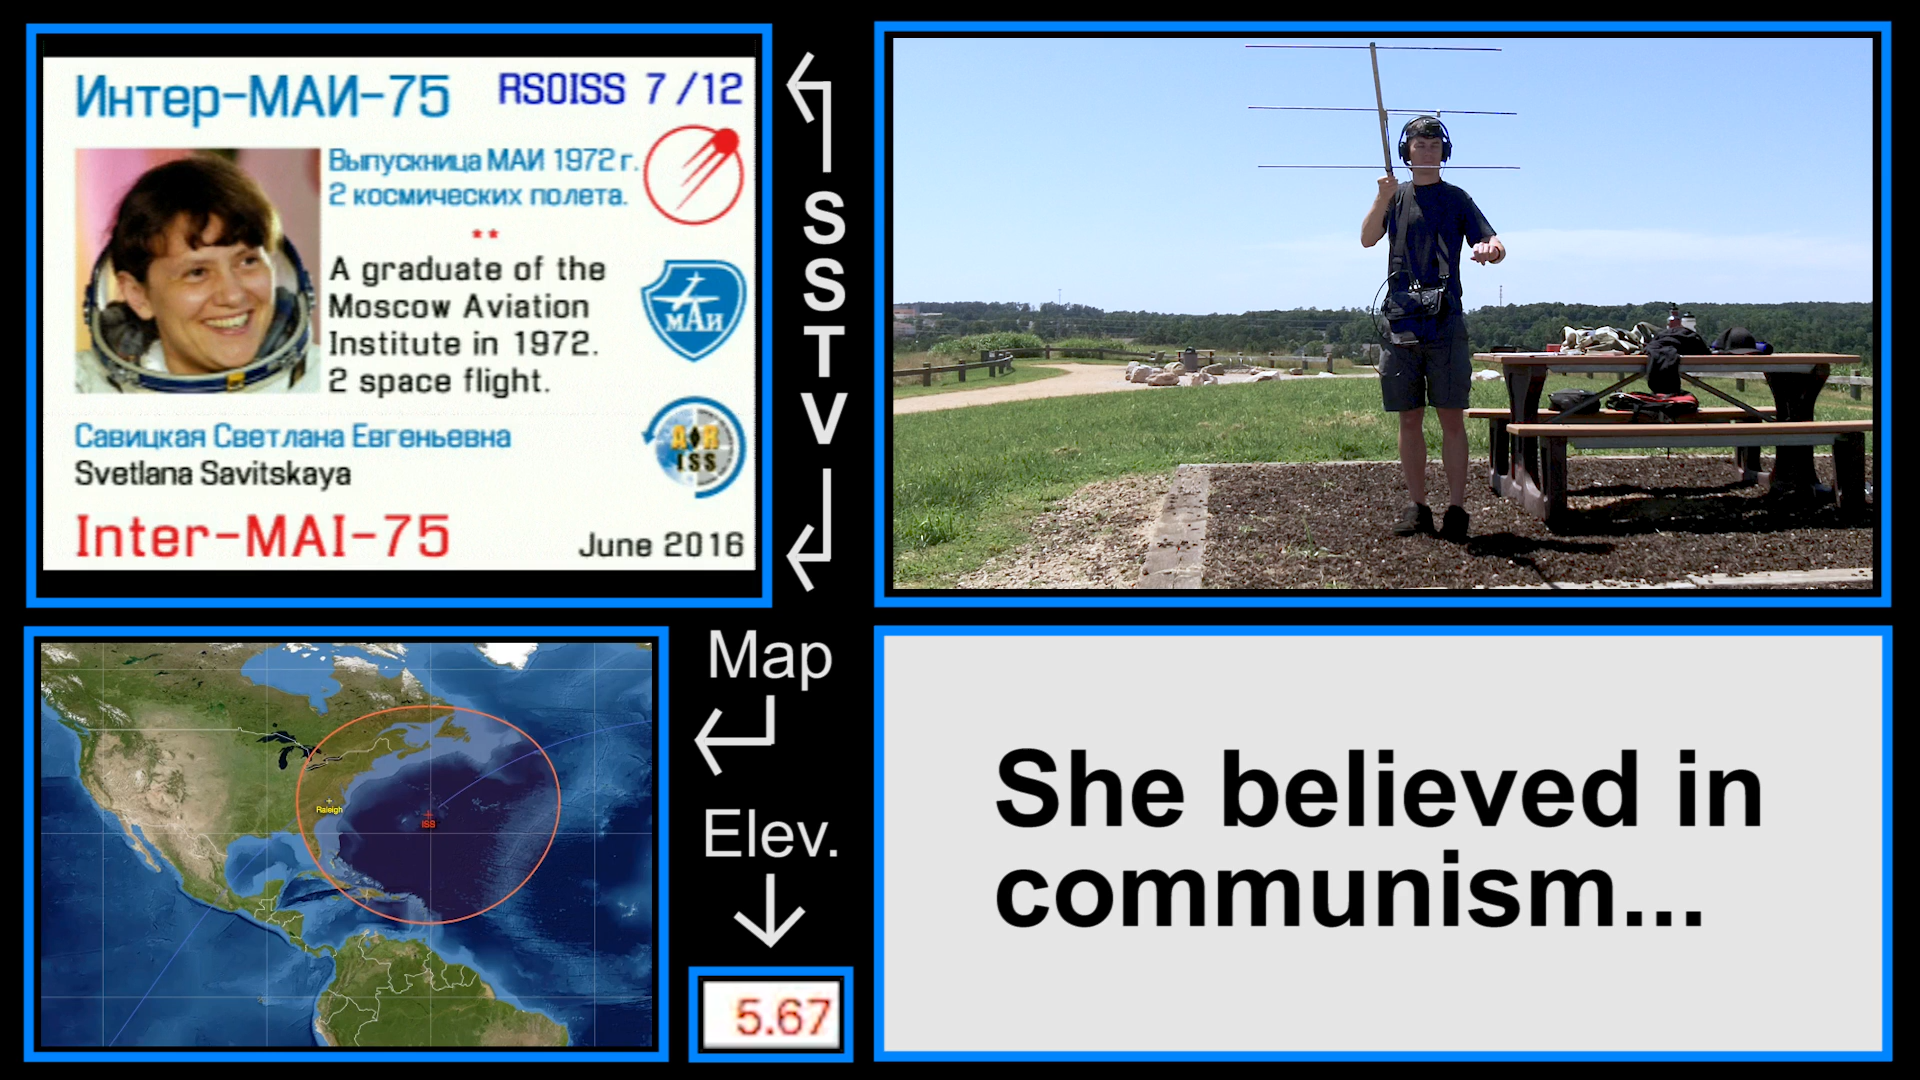 Интер-МАИ-75
RS0ISS 7 /12
Выпускница МАИ 1972 г.
2 космических полета.
**
A graduate of the
Moscow Aviation
Institute in 1972.
2 space flight.
МАИ
ARISS
Савицкая Светлана Евгеньевна
Svetlana Savitskaya
Inter-MAI-75
June 2016
SSTV
Map
Raleigh
ISS
Elev.
5.67
She believed in
communism...